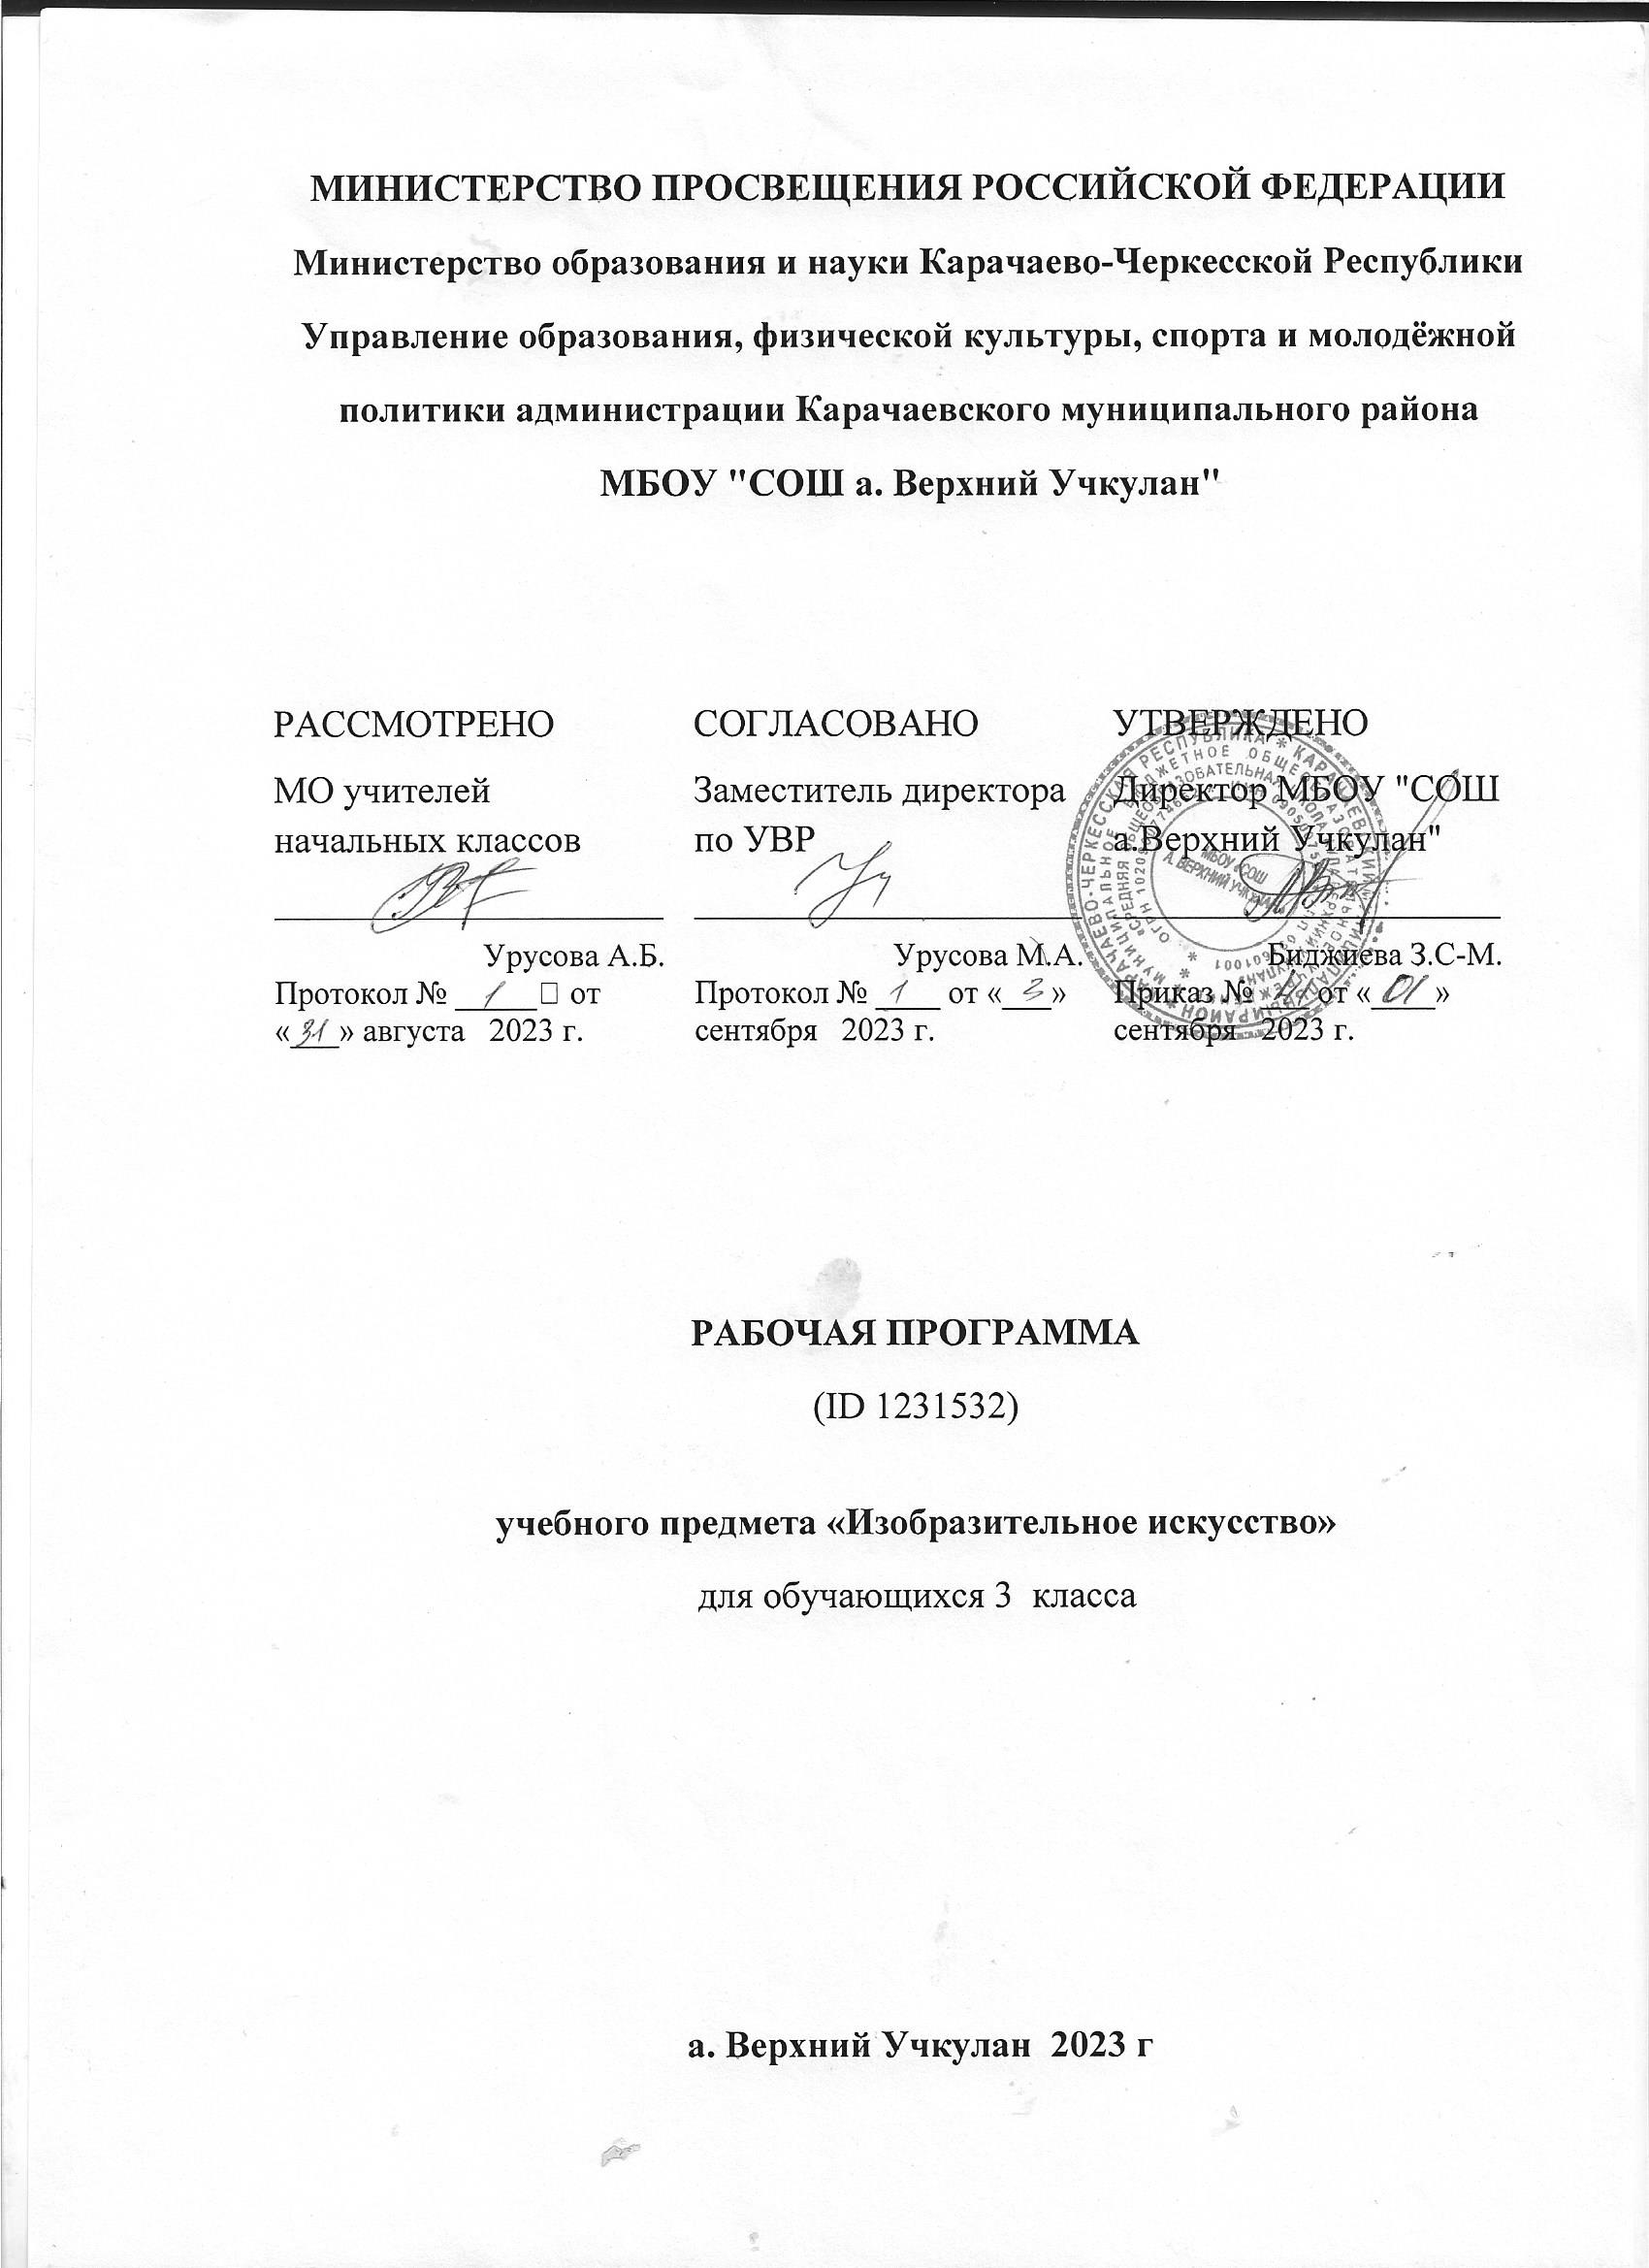 МИНИСТЕРСТВО ПРОСВЕЩЕНИЯ РОССИЙСКОЙ ФЕДЕРАЦИИ
Министерство образования и науки Карачаево-Черкесской Республики
Управление образования, физической культуры, спорта и молодёжной
политики администрации Карачаевского муниципального района
МБОУ "СОШ а. Верхний Учкулан"
РАССМОТРЕНО
МО учителей
начальных классов
Урусова А.Б.
Протокол № 1 от
«31» августа 2023 г.
СОГЛАСОВАНО
Заместитель директора
по УВР
Урусова М.А.
Протокол № 1 от «3»
сентября 2023 г.
УТВЕРЖДЕНО
Директор МБОУ "СОШ
а.Верхний Учкулан"
Биджиева З.С-М.
Приказ № от «01»
сентября 2023 г.
МБОУ «СОШ
А. ВЕРХНИЙ УЧКУЛАН»
РАБОЧАЯ ПРОГРАММА
(ID 1231532)
учебного предмета «Изобразительное искусство»
для обучающихся 3 класса
а. Верхний Учкулан 2023 г